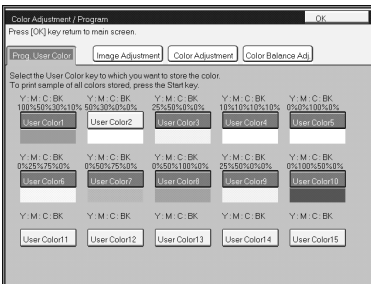 Color Adjustment / Program OK
Press [OK] key return to main screen.
Prog. User Color Image Adjustment Color Adjustment Color Balance Adj.
Select the User Color key to which you want to store the color.
To print sample of all colors stored, press the Start key.
Y : M : C : BK Y : M : C : BK Y : M : C : BK Y : M : C : BK Y : M : C : BK
100%50%30%10% 50%30%0%0% 25%50%0%0% 10%10%10%10% 0%0%100%0%
User Color1 User Color2 User Color3 User Color4 User Color5
Y : M : C : BK Y : M : C : BK Y : M : C : BK Y : M : C : BK Y : M : C : BK
0%25%75%0% 0%50%75%0% 0%50%100%0% 25%50%0%0% 0%100%50%0%
User Color6 User Color7 User Color8 User Color9 User Color10
Y : M : C : BK Y : M : C : BK Y : M : C : BK Y : M : C : BK Y : M : C : BK
User Color11 User Color12 User Color13 User Color14 User Color15